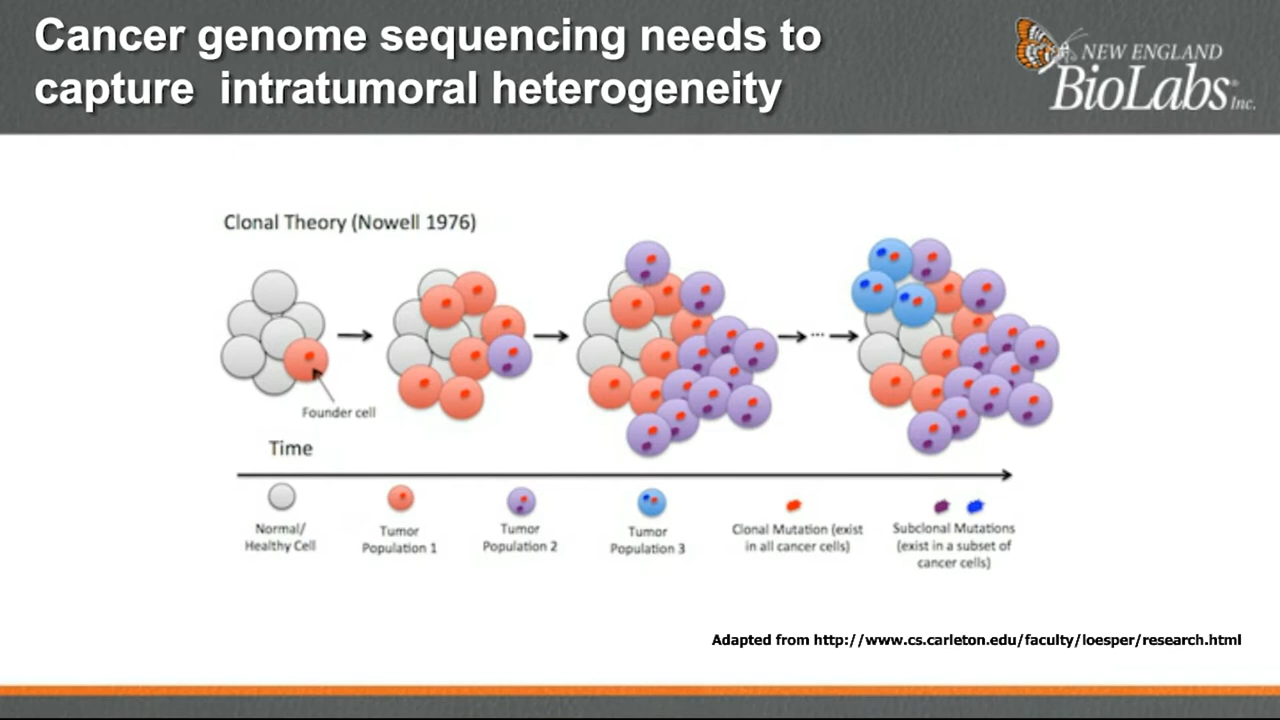 Cancer genome sequencing needs to
capture intratumoral heterogeneity
NEW ENGLAND
BioLabs® Inc.
Clonal Theory (Nowell 1976)
Founder cell
Time
Normal/
Healthy Cell
Tumor
Population 1
Tumor
Population 2
Tumor
Population 3
Clonal Mutation (exist
in all cancer cells)
Subclonal Mutations
(exist in a subset of
cancer cells)
Adapted from http://www.cs.carleton.edu/faculty/loesper/research.html